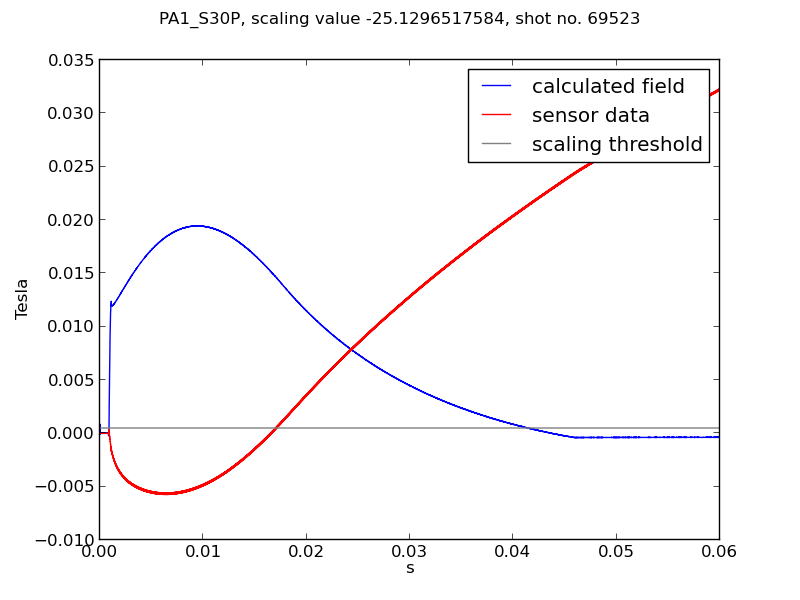 PA1_S30P, scaling value -25.1296517584, shot no. 69523
calculated field
sensor data
scaling threshold
Tesla
0.035
0.030
0.025
0.020
0.015
0.010
0.005
0.000
−0.005
−0.010
0.00 0.01 0.02 0.03 0.04 0.05 0.06
s